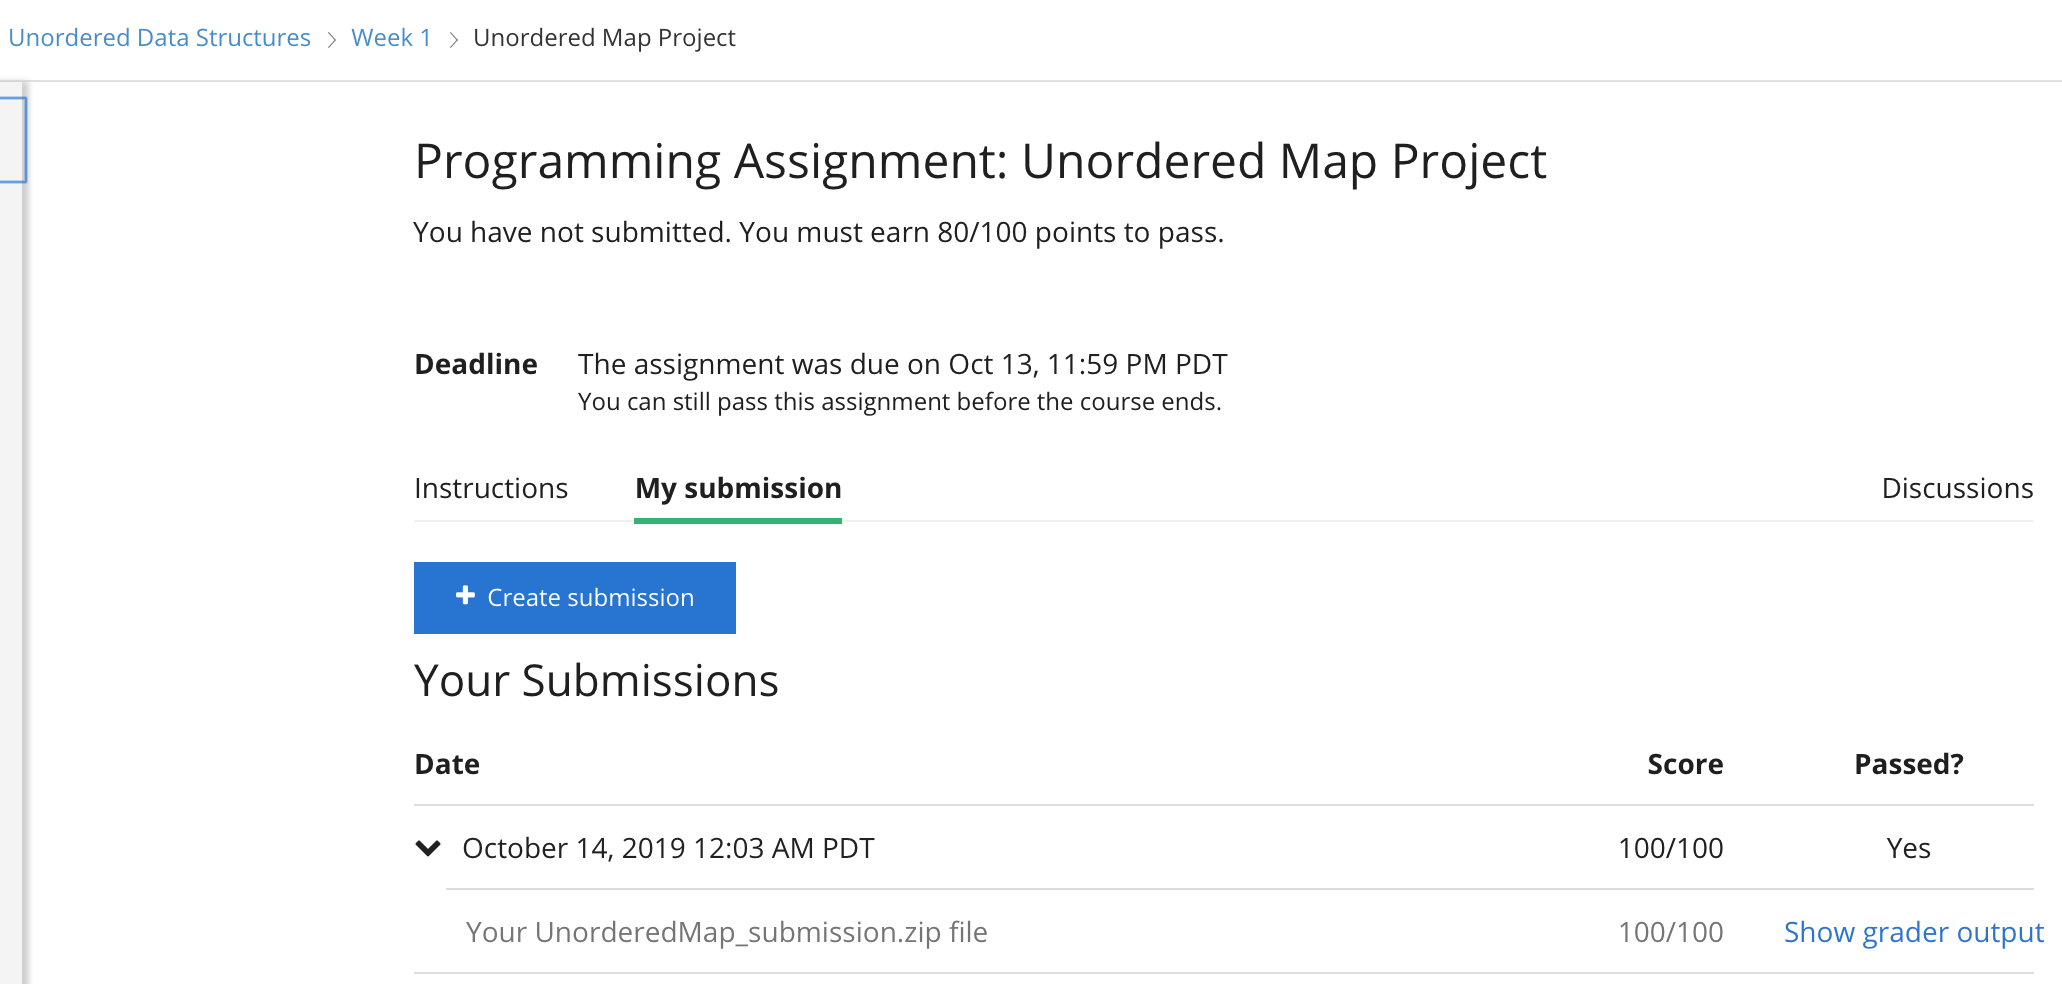 Unordered Data Structures > Week 1 > Unordered Map Project
Programming Assignment: Unordered Map Project
You have not submitted. You must earn 80/100 points to pass.
Deadline The assignment was due on Oct 13, 11:59 PM PDT
You can still pass this assignment before the course ends.
Instructions My submission Discussions
+ Create submission
Your Submissions
Date Score Passed?
October 14, 2019 12:03 AM PDT 100/100 Yes
Your UnorderedMap_submission.zip file 100/100 Show grader output